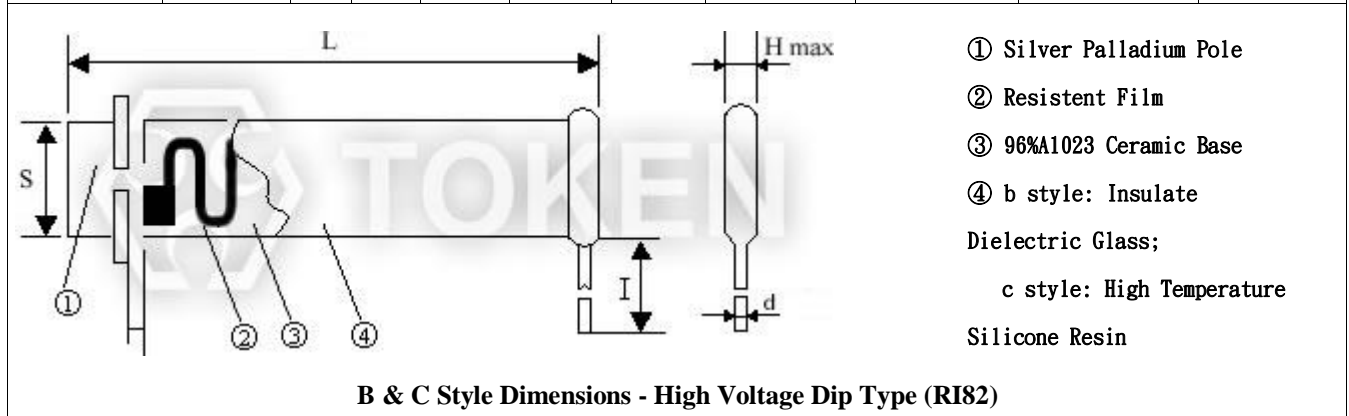 L
H max
S
TOKEN
I
d
①
②
③
④
① Silver Palladium Pole
② Resistent Film
③ 96%A1023 Ceramic Base
④ b style: Insulate
Dielectric Glass;
c style: High Temperature
Silicone Resin
B & C Style Dimensions - High Voltage Dip Type (RI82)